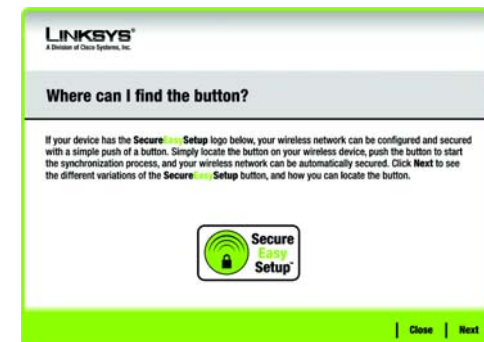 LINKSYS®
A Division of Cisco Systems, Inc.
Where can I find the button?
If your device has the SecureEasySetup logo below, your wireless network can be configured and secured
with a simple push of a button. Simply locate the button on your wireless device, push the button to start
the synchronization process, and your wireless network can be automatically secured. Click Next to see
the different variations of the SecureEasySetup button, and how you can locate the button.
Secure
Easy
Setup™
Close | Next